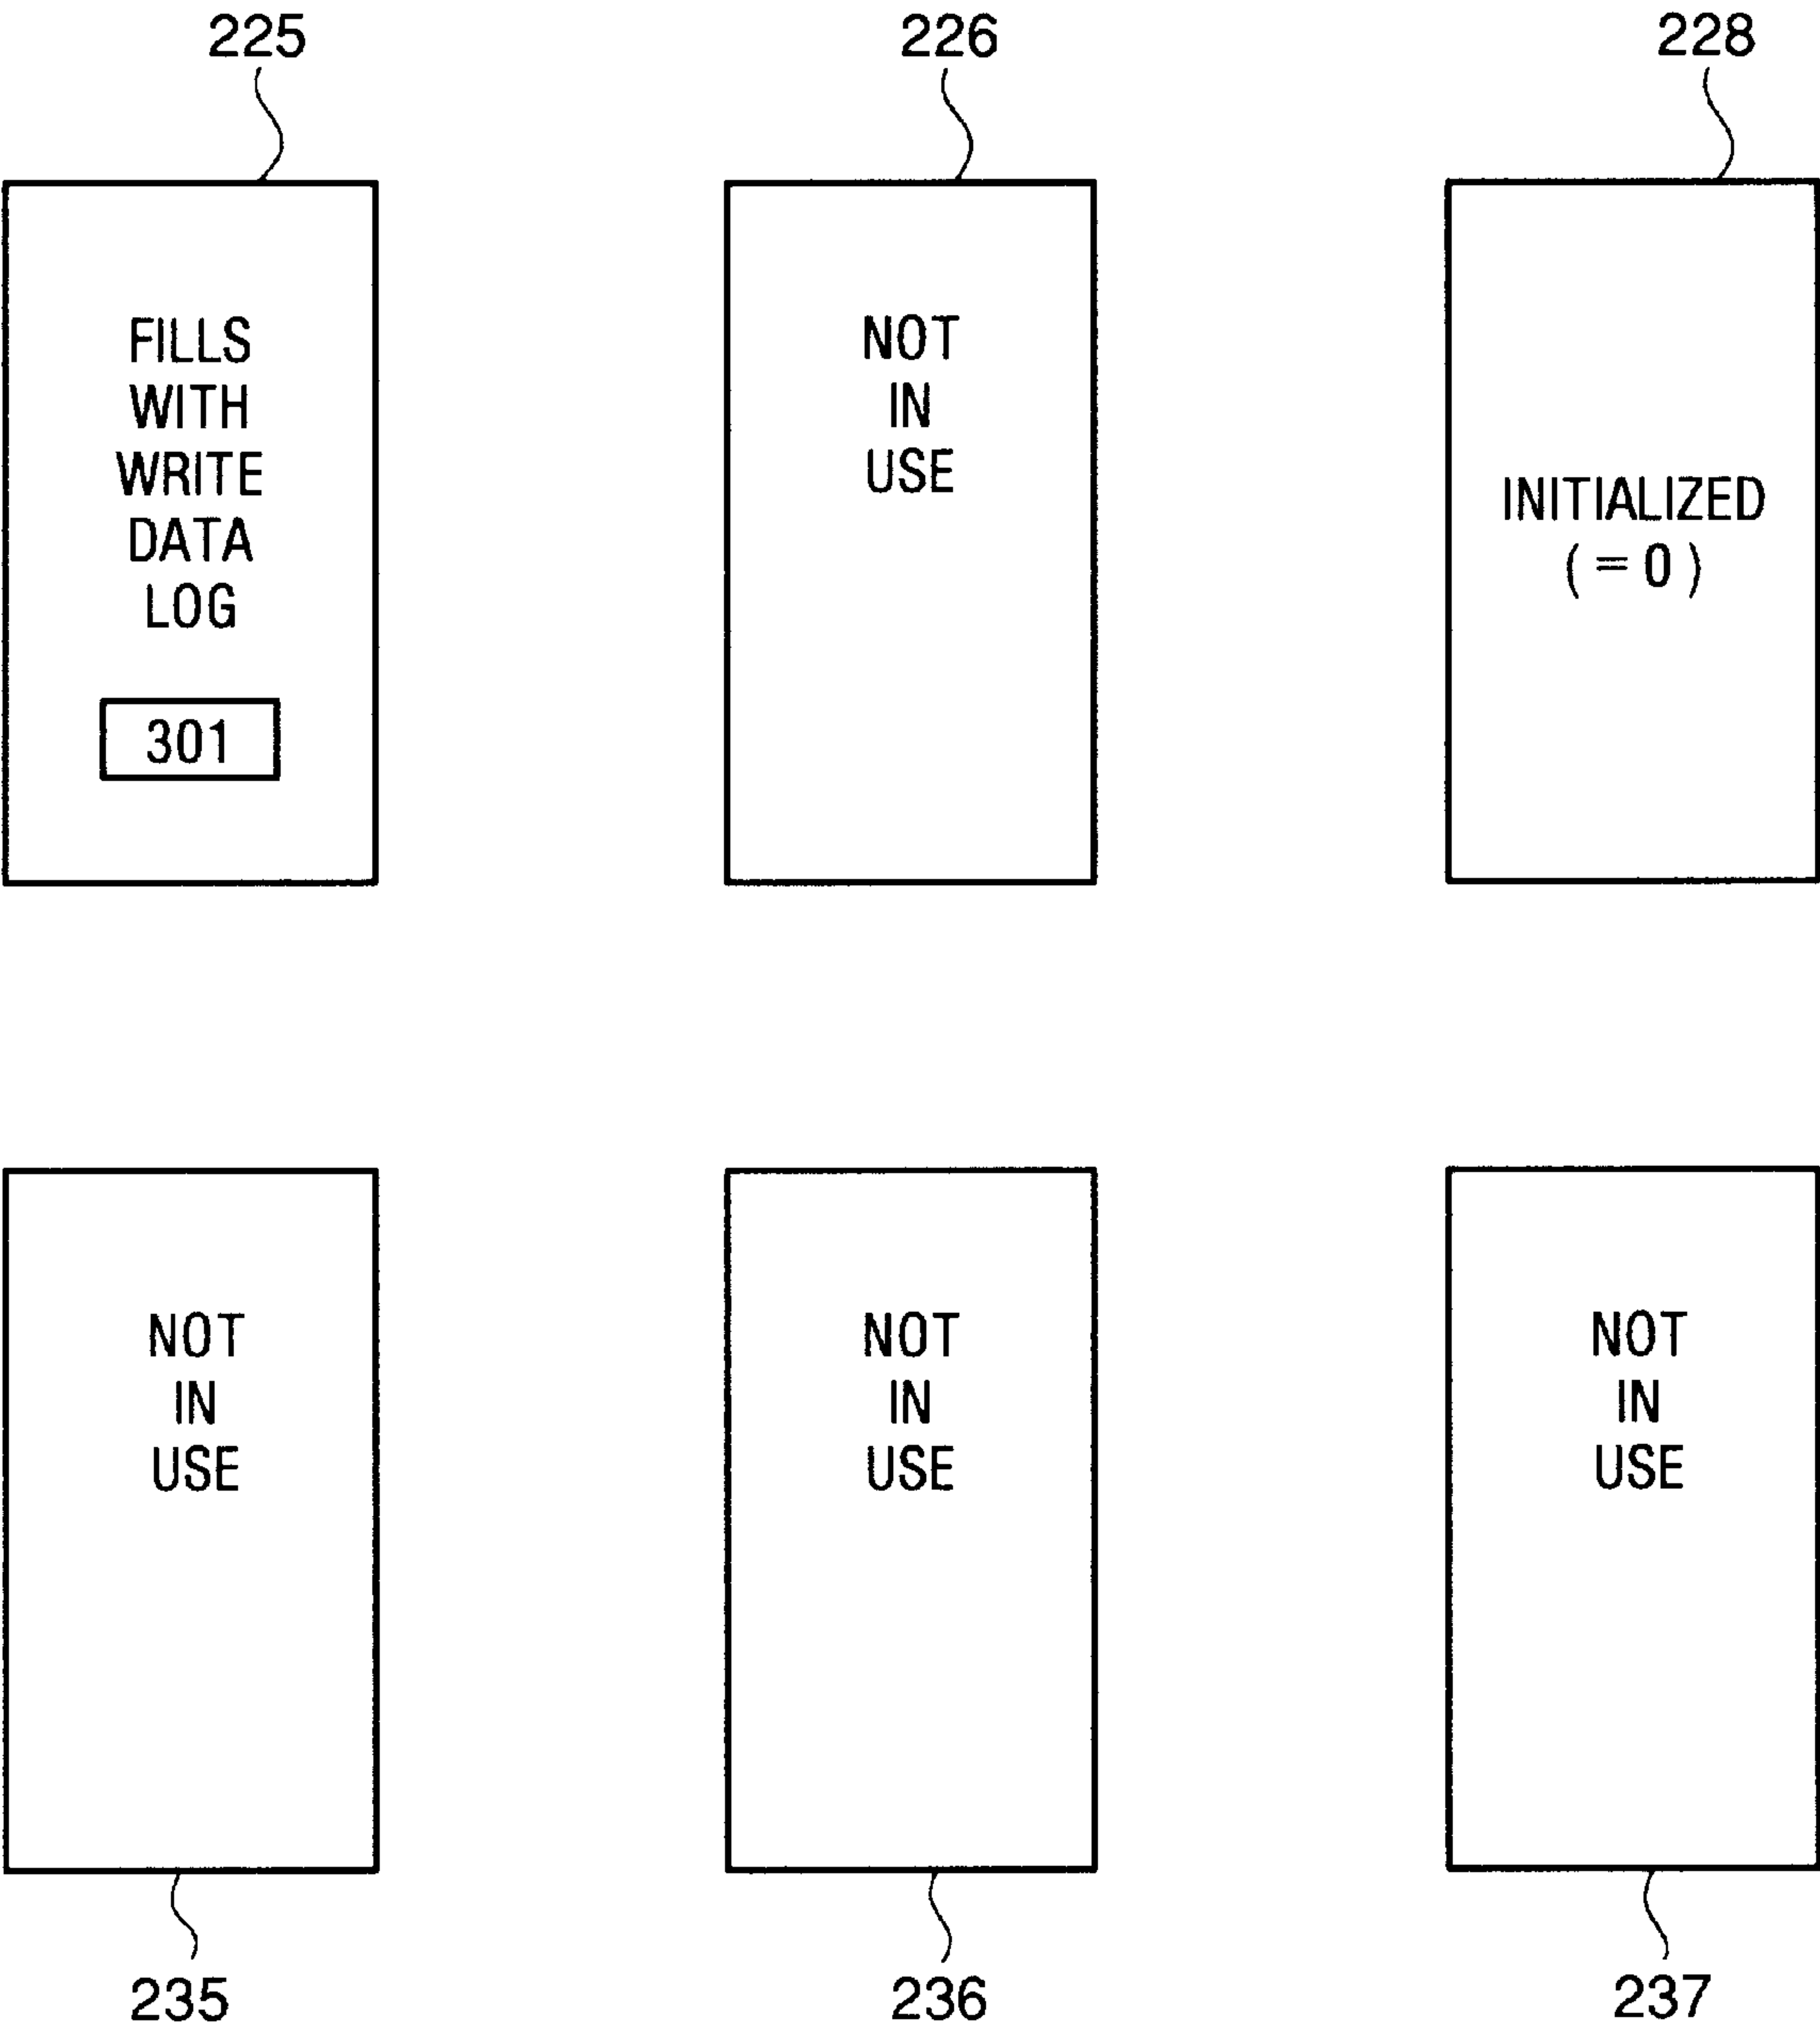 225
226
228
FILLS
WITH
WRITE
DATA
LOG
301
NOT
IN
USE
INITIALIZED
( = 0 )
NOT
IN
USE
NOT
IN
USE
NOT
IN
USE
235
236
237